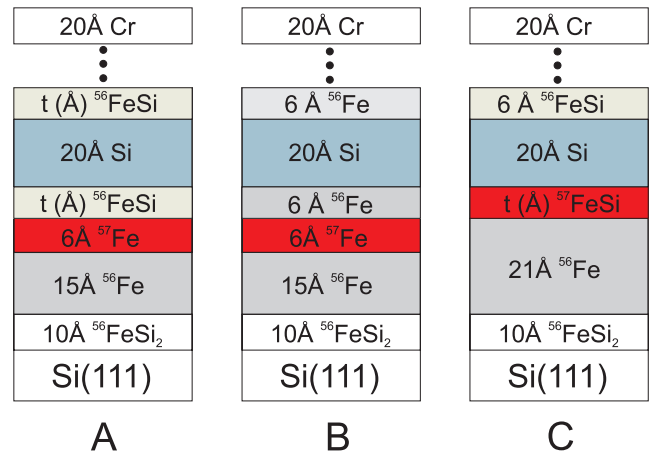 20Å Cr
t (Å) ⁵⁶FeSi
20Å Si
t (Å) ⁵⁶FeSi
6Å ⁵⁷Fe
15Å ⁵⁶Fe
10Å ⁵⁶FeSi₂
Si(111)
A
20Å Cr
6 Å ⁵⁶Fe
20Å Si
6 Å ⁵⁶Fe
6Å ⁵⁷Fe
15Å ⁵⁶Fe
10Å ⁵⁶FeSi₂
Si(111)
B
20Å Cr
6 Å ⁵⁶FeSi
20Å Si
t (Å) ⁵⁷FeSi
21Å ⁵⁶Fe
10Å ⁵⁶FeSi₂
Si(111)
C